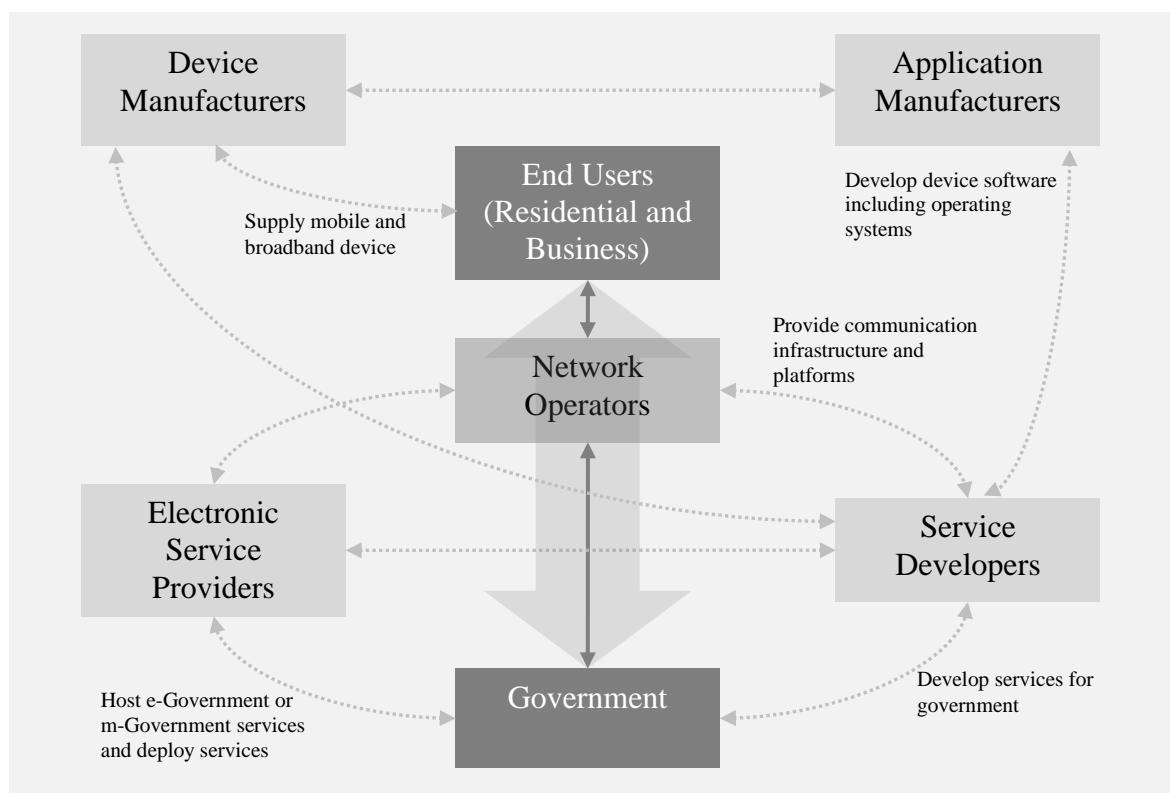 Device
Manufacturers
Application
Manufacturers
End Users
(Residential and
Business)
Develop device software
including operating
systems
Supply mobile and
broadband device
Provide communication
infrastructure and
platforms
Network
Operators
Electronic
Service
Providers
Service
Developers
Government
Develop services for
government
Host e-Government or
m-Government services
and deploy services